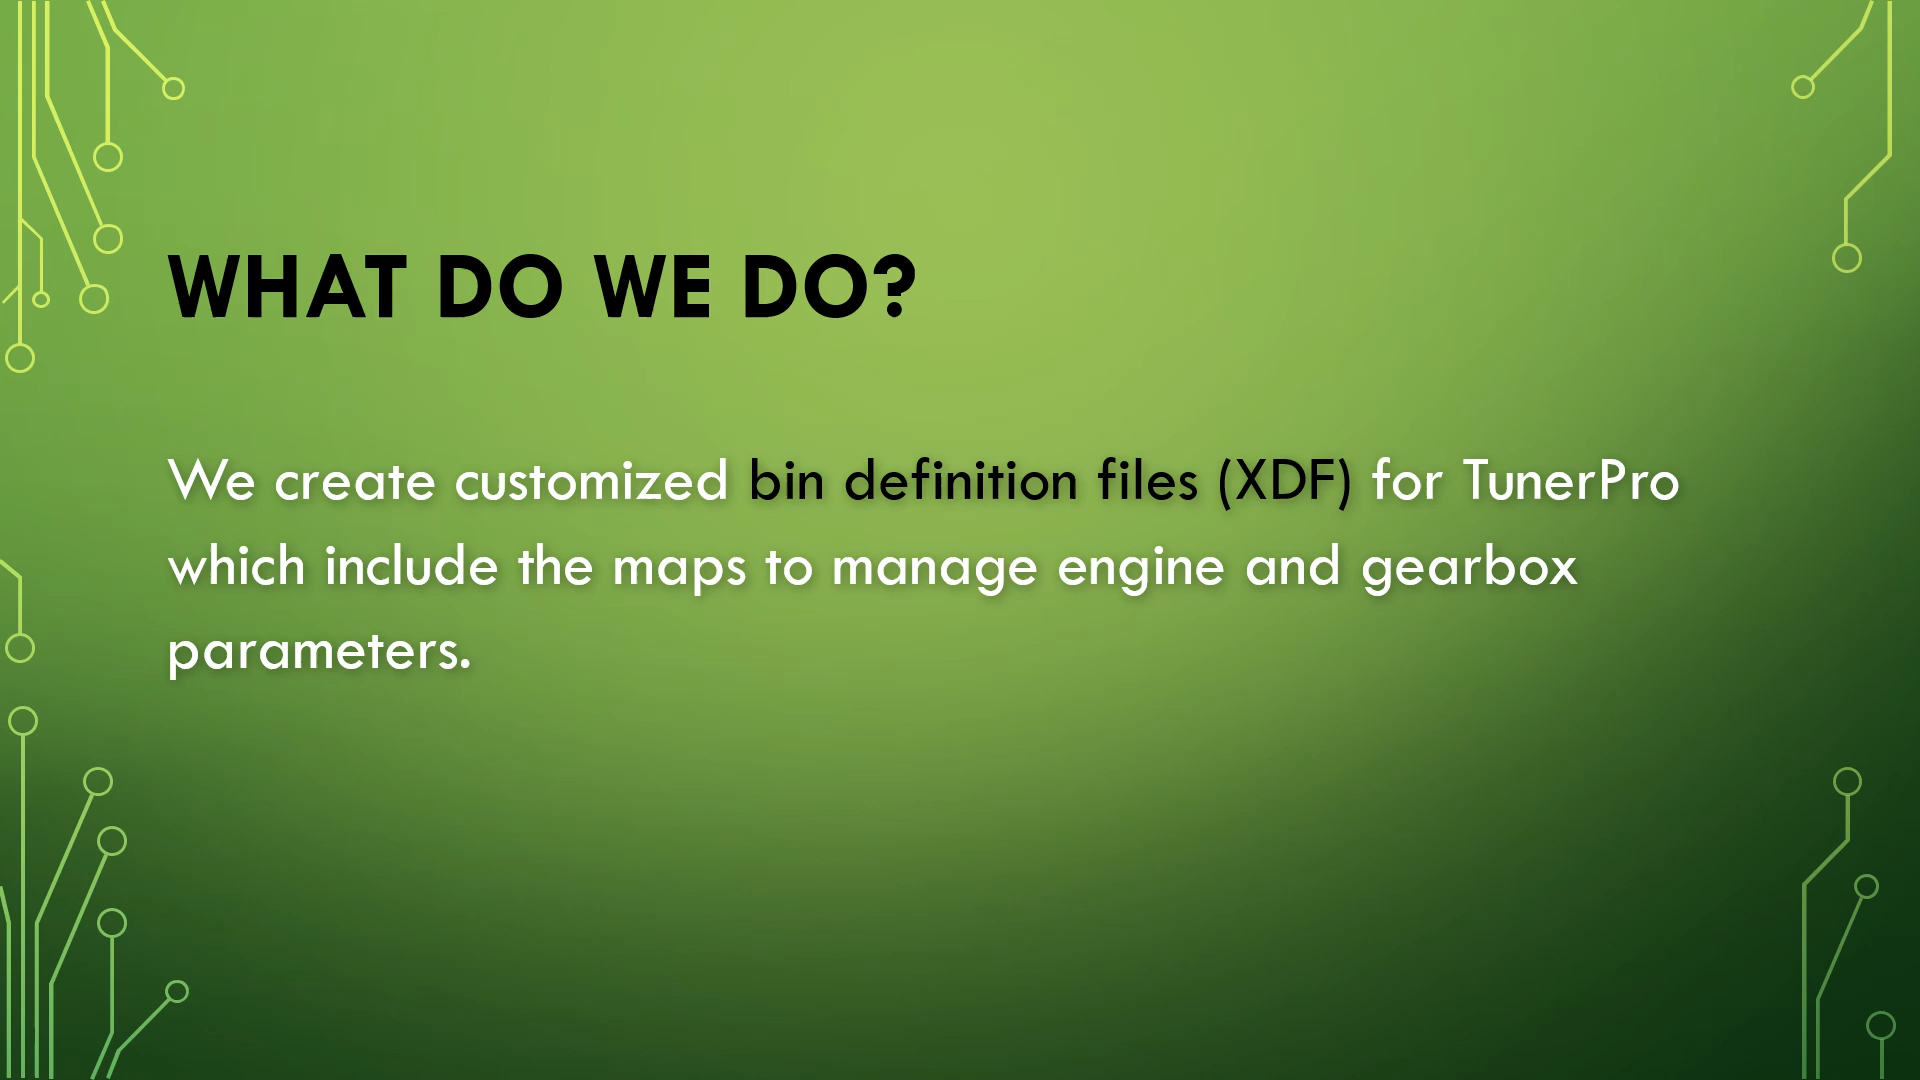 WHAT DO WE DO?
We create customized bin definition files (XDF) for TunerPro
which include the maps to manage engine and gearbox
parameters.